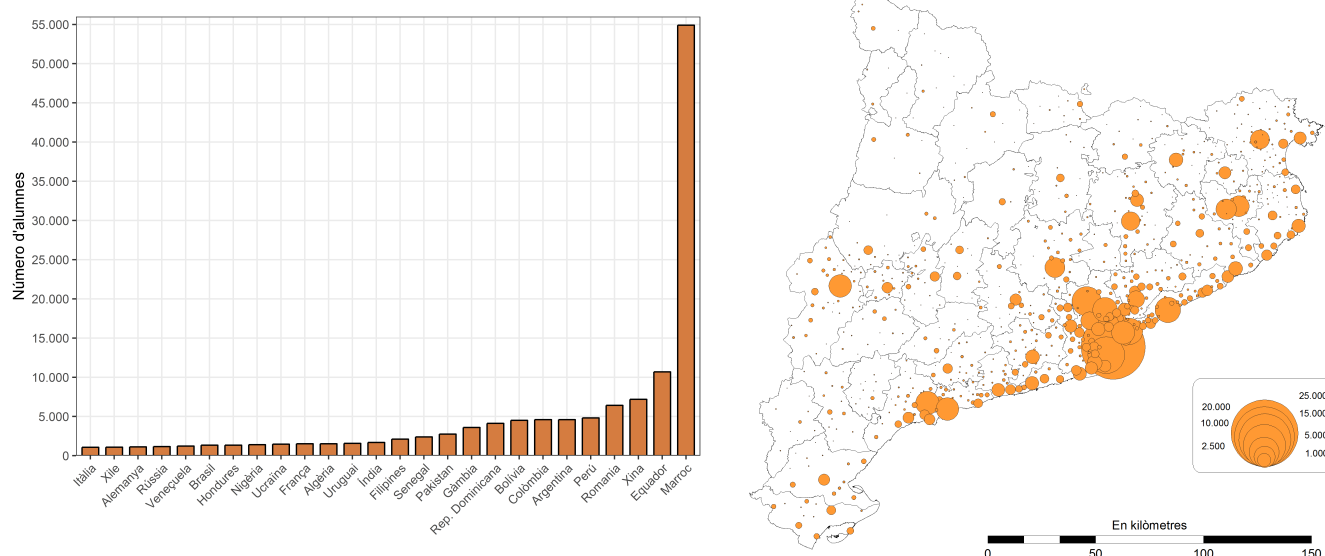 Número d'alumnes
55.000
50.000
45.000
40.000
35.000
30.000
25.000
20.000
15.000
10.000
5.000
0
Itàlia
Xile
Alemanya
Rússia
Veneçuela
Brasil
Hondures
Nigèria
Ucraïna
França
Algèria
Uruguai
Índia
Filipines
Senegal
Pakistan
Gàmbia
Rep. Dominicana
Bolívia
Colòmbia
Argentina
Perú
Romania
Xina
Equador
Marroc
25.000
20.000
15.000
10.000
5.000
2.500
1.000
En kilòmetres
0 50 100 150